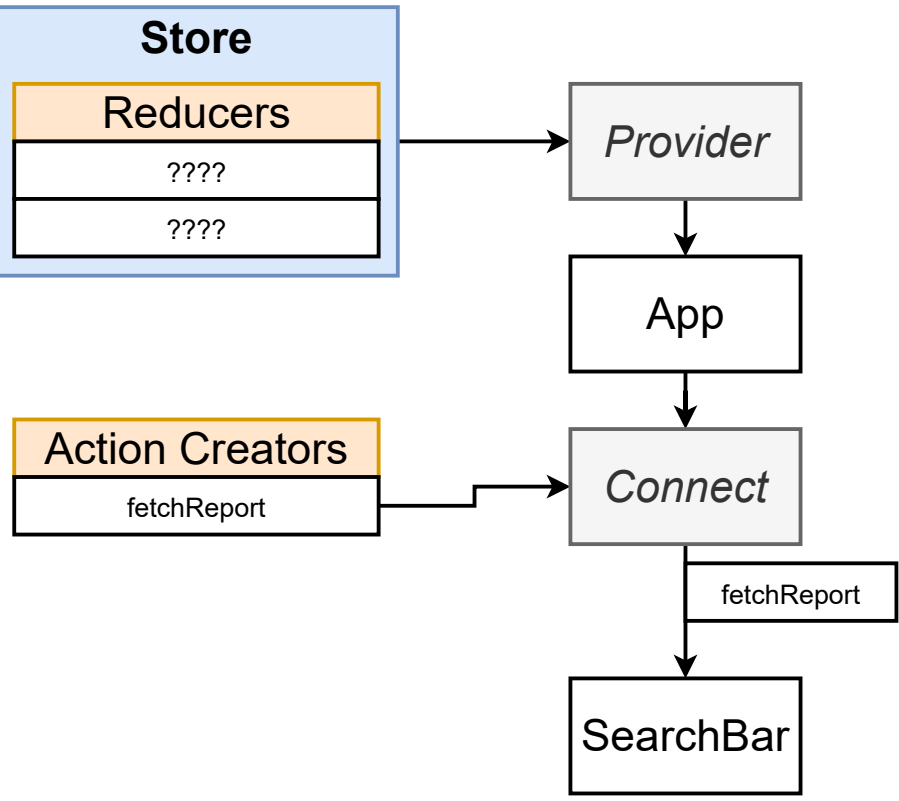 Store
Reducers
????
????
Provider
App
Action Creators
fetchReport
Connect
fetchReport
SearchBar